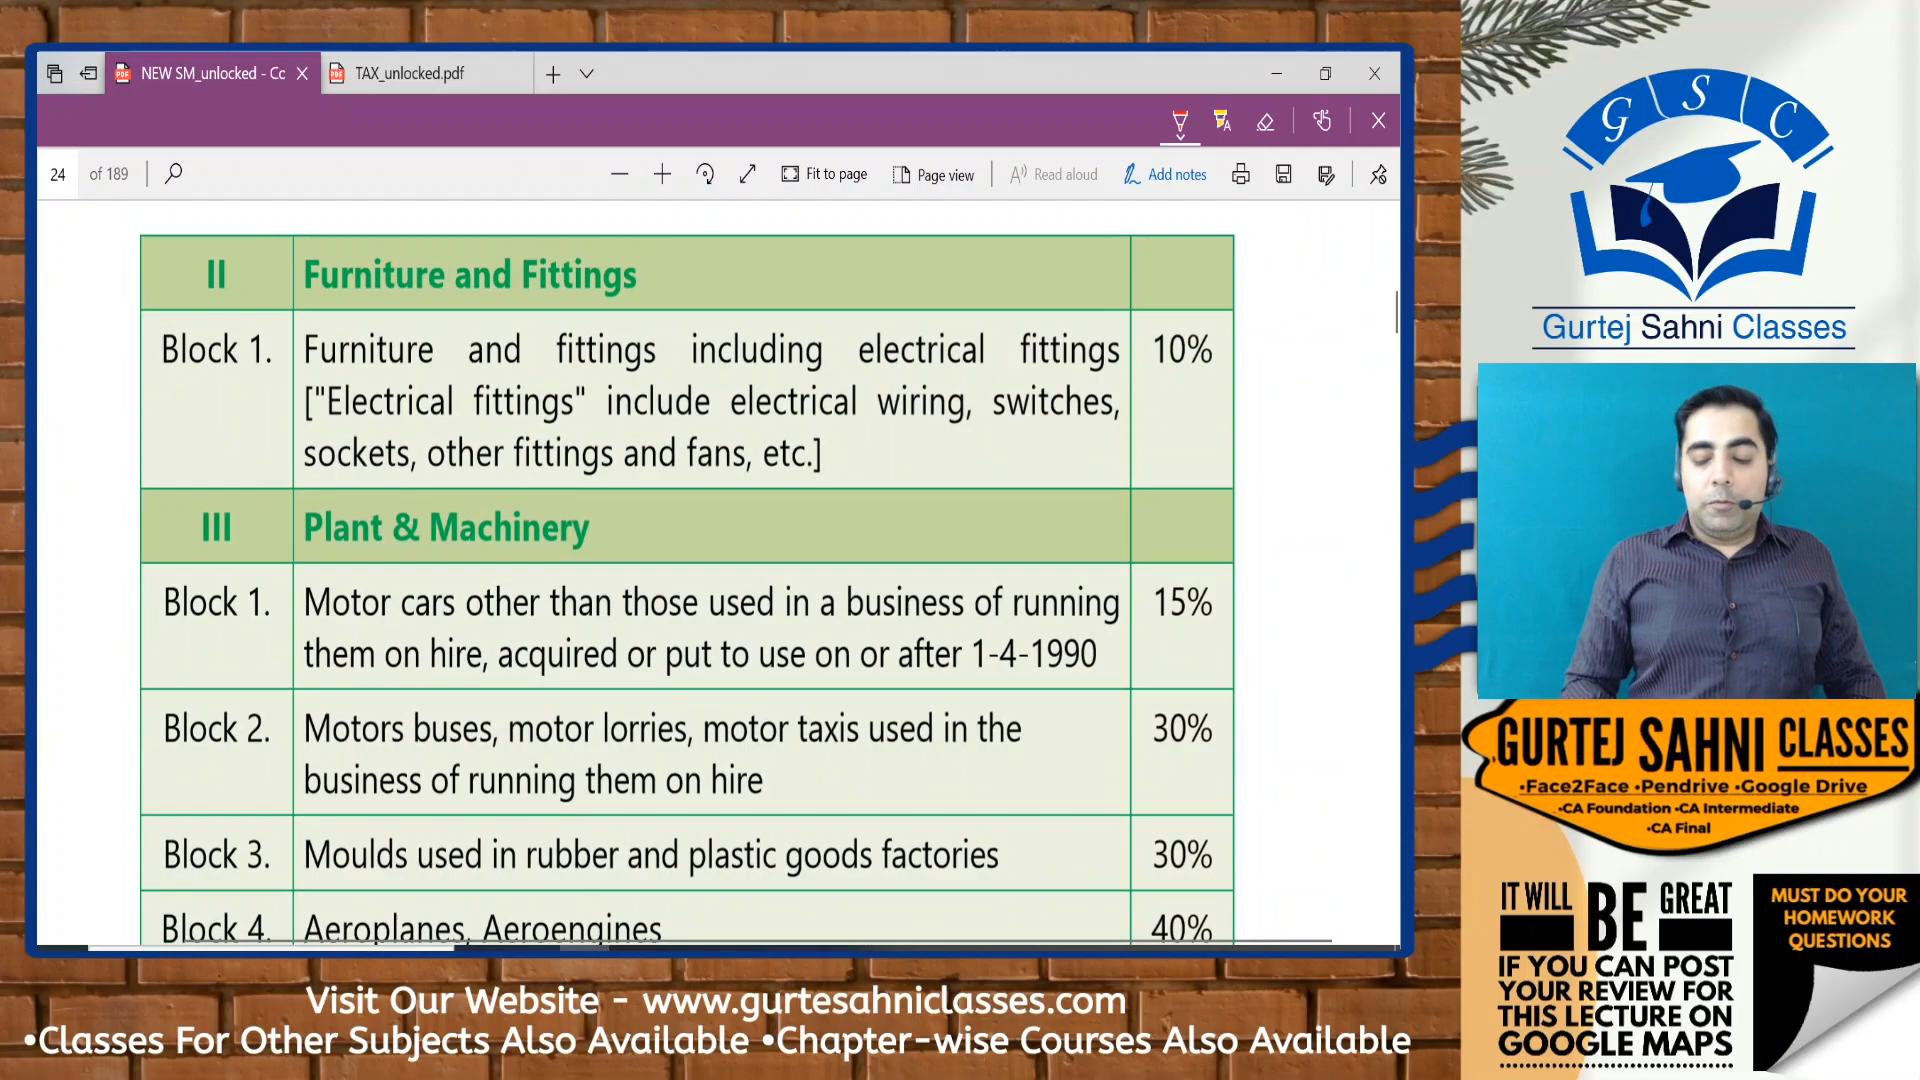 NEW SM_unlocked - Cc
TAX_unlocked.pdf
24 of 189
Fit to page
Page view
Read aloud
Add notes
II Furniture and Fittings
Block 1. Furniture and fittings including electrical fittings 10%
["Electrical fittings" include electrical wiring, switches,
sockets, other fittings and fans, etc.]
III Plant & Machinery
Block 1. Motor cars other than those used in a business of running 15%
them on hire, acquired or put to use on or after 1-4-1990
Block 2. Motors buses, motor lorries, motor taxis used in the 30%
business of running them on hire
Block 3. Moulds used in rubber and plastic goods factories 30%
Block 4. Aeroplanes, Aeroengines 40%
G S C
Gurtej Sahni Classes
GURTEJ SAHNI CLASSES
•Face2Face •Pendrive •Google Drive
•CA Foundation •CA Intermediate
•CA Final
IT WILL BE GREAT
IF YOU CAN POST
YOUR REVIEW FOR
THIS LECTURE ON
GOOGLE MAPS
MUST DO YOUR
HOMEWORK
QUESTIONS
Visit Our Website - www.gurtesahniclasses.com
•Classes For Other Subjects Also Available •Chapter-wise Courses Also Available